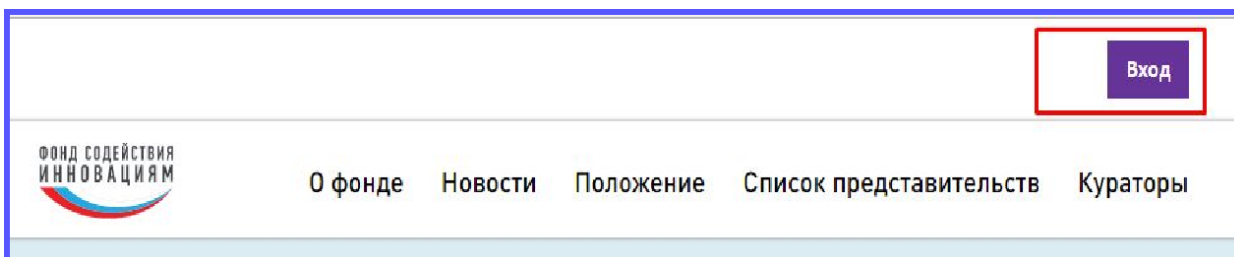 Вход
ФОНД СОДЕЙСТВИЯ
ИННОВАЦИЯМ
О фонде Новости Положение Список представительств Кураторы